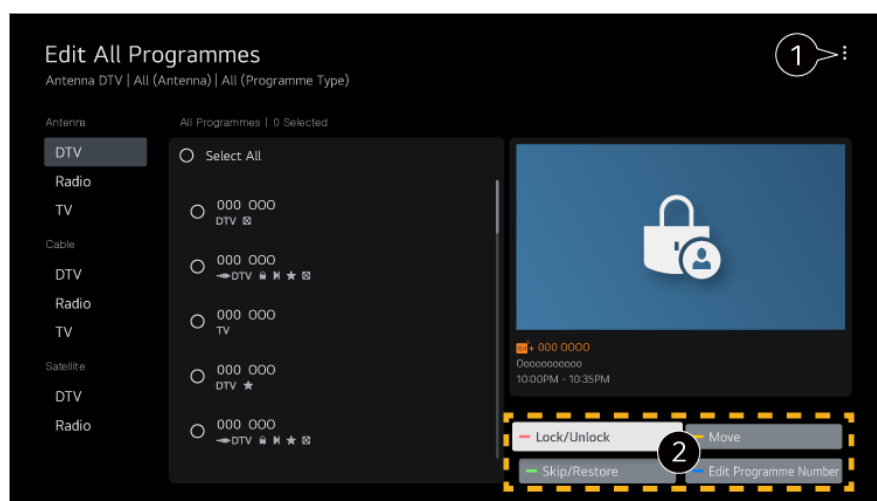 Edit All Programmes
Antenna DTV | All (Antenna) | All (Programme Type)
1
Antenna
DTV
Radio
TV
Cable
DTV
Radio
TV
Satellite
DTV
Radio
All Programmes | 0 Selected
Select All
000 000
DTV
000 000
DTV
000 000
TV
000 000
DTV
000 000
DTV
+ 000 0000
Oooooooooo
10:00PM - 10:35PM
Lock/Unlock
2
Move
Skip/Restore
Edit Programme Number